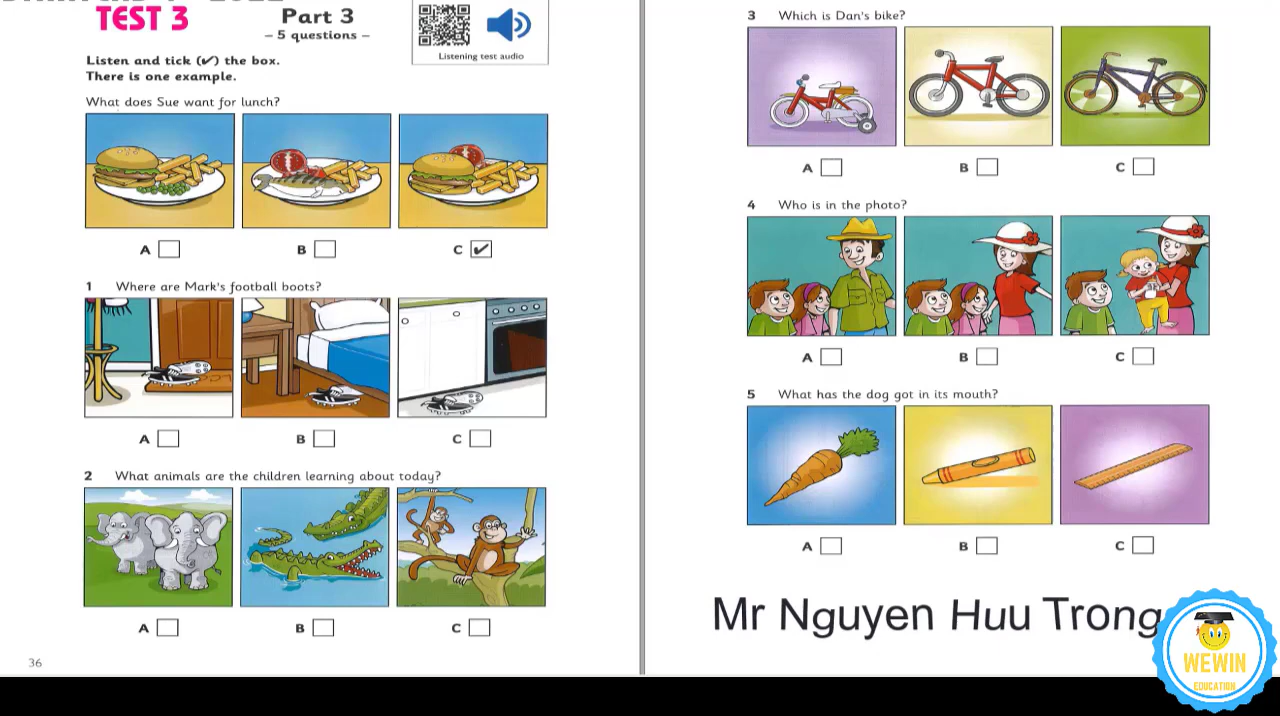 TEST 3
Part 3
– 5 questions –
Listening test audio
Listen and tick (✔) the box.
There is one example.
What does Sue want for lunch?
A
B
C ✔
1 Where are Mark's football boots?
A
B
C
2 What animals are the children learning about today?
A
B
C
36
3 Which is Dan's bike?
A
B
C
4 Who is in the photo?
A
B
C
5 What has the dog got in its mouth?
A
B
C
Mr Nguyen Huu Trong
WEWIN
EDUCATION